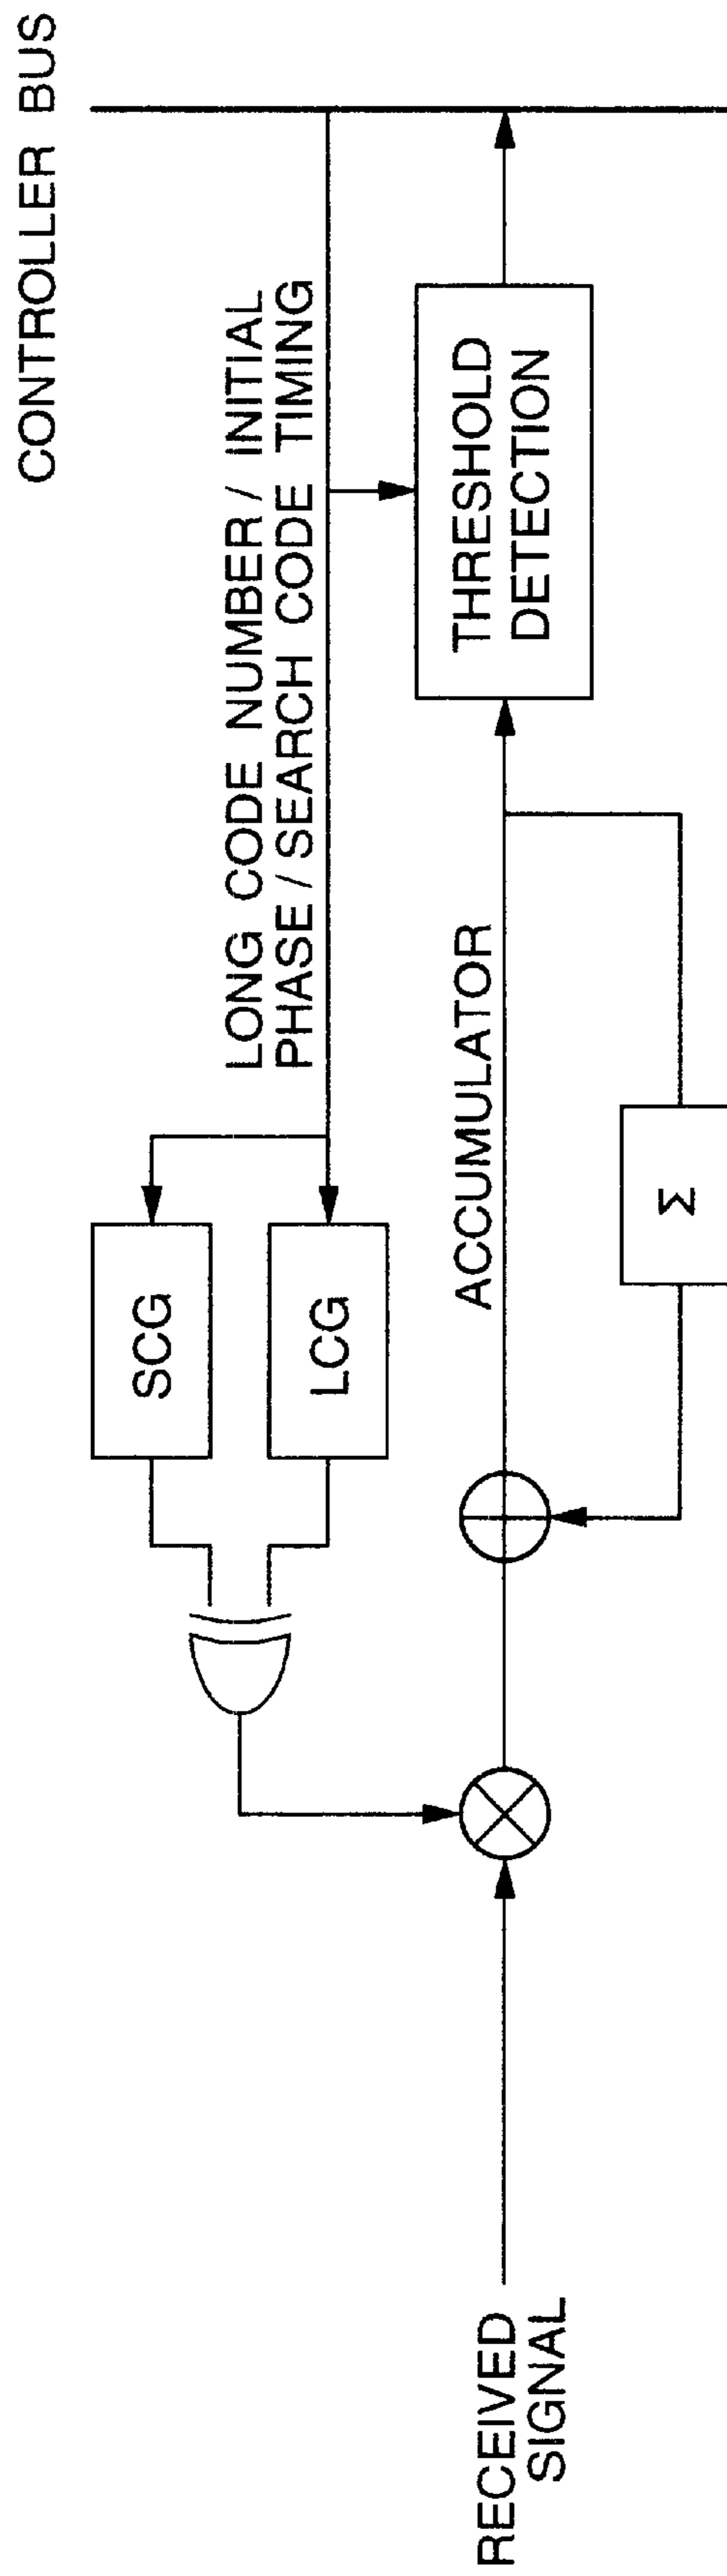 CONTROLLER BUS
LONG CODE NUMBER / INITIAL
PHASE / SEARCH CODE TIMING
SCG
LCG
ACCUMULATOR
THRESHOLD
DETECTION
Σ
RECEIVED
SIGNAL